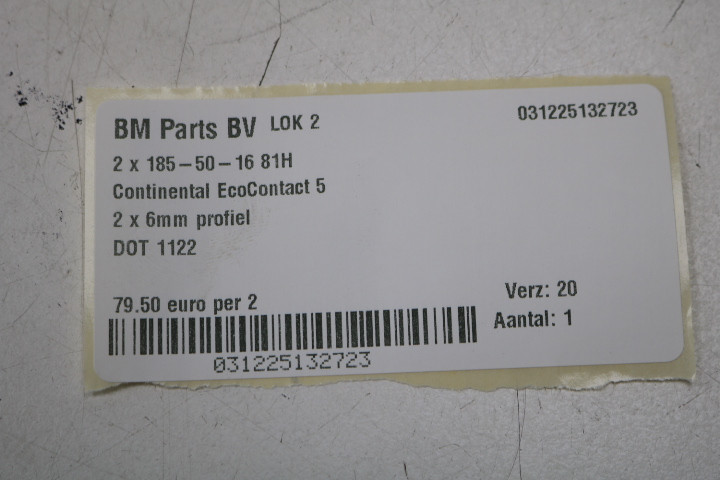 BM Parts BV LOK 2 031225132723
2 x 185-50-16 81H
Continental EcoContact 5
2 x 6mm profiel
DOT 1122
79.50 euro per 2 Verz: 20
Aantal: 1
031225132723